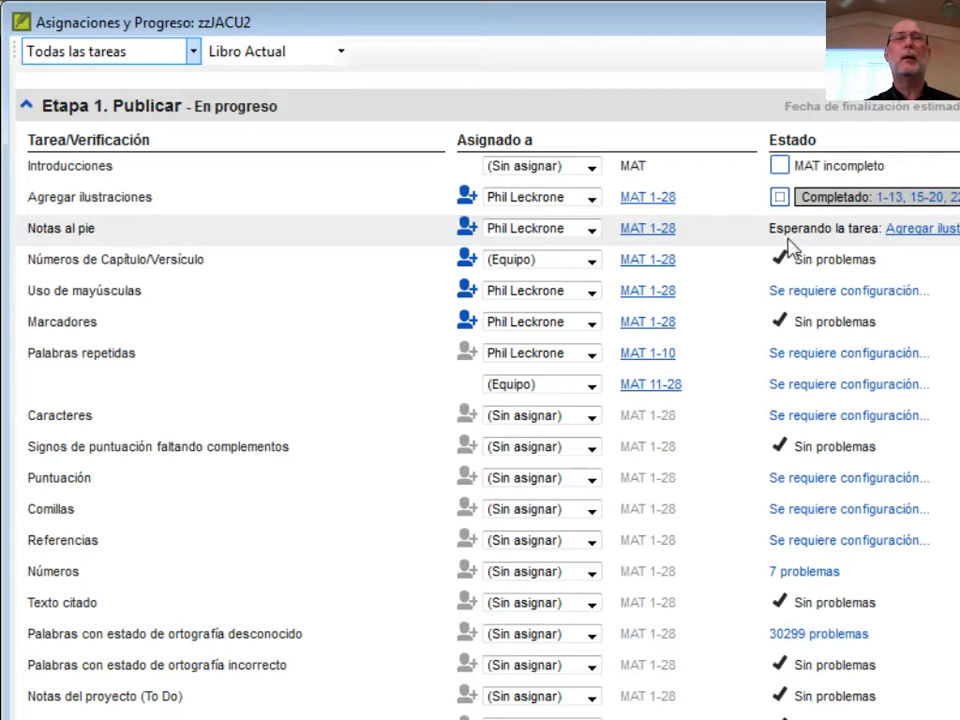 Asignaciones y Progreso: zzJACU2
Todas las tareas Libro Actual
Etapa 1. Publicar - En progreso Fecha de finalización
Tarea/Verificación Asignado a Estado
Introducciones (Sin asignar) MAT MAT incompleto
Agregar ilustraciones Phil Leckrone MAT 1-28 Completado: 1-13, 15-20,
Notas al pie Phil Leckrone MAT 1-28 Esperando la tarea: Agregar
Números de Capítulo/Versículo (Equipo) MAT 1-28 Sin problemas
Uso de mayúsculas Phil Leckrone MAT 1-28 Se requiere configuración...
Marcadores Phil Leckrone MAT 1-28 Sin problemas
Palabras repetidas Phil Leckrone MAT 1-10 Se requiere configuración...
(Equipo) MAT 11-28 Se requiere configuración...
Caracteres (Sin asignar) MAT 1-28 Se requiere configuración...
Signos de puntuación faltando complementos (Sin asignar) MAT 1-28 Sin problemas
Puntuación (Sin asignar) MAT 1-28 Se requiere configuración...
Comillas (Sin asignar) MAT 1-28 Se requiere configuración...
Referencias (Sin asignar) MAT 1-28 Se requiere configuración...
Números (Sin asignar) MAT 1-28 7 problemas
Texto citado (Sin asignar) MAT 1-28 Sin problemas
Palabras con estado de ortografía desconocido (Sin asignar) MAT 1-28 30299 problemas
Palabras con estado de ortografía incorrecto (Sin asignar) MAT 1-28 Sin problemas
Notas del proyecto (To Do) (Sin asignar) MAT 1-28 Sin problemas